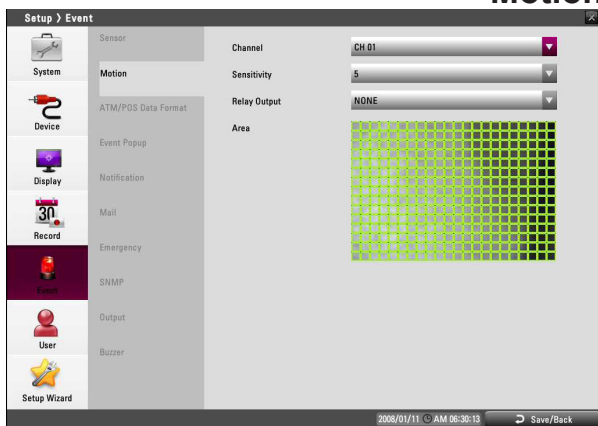 Motion
Setup > Event
System
Device
Display
30
Record
Event
User
Setup Wizard
Sensor
Motion
ATM/POS Data Format
Event Popup
Notification
Mail
Emergency
SNMP
Output
Buzzer
Channel CH 01
Sensitivity 5
Relay Output NONE
Area
2008/01/11 AM 06:30:13 Save/Back